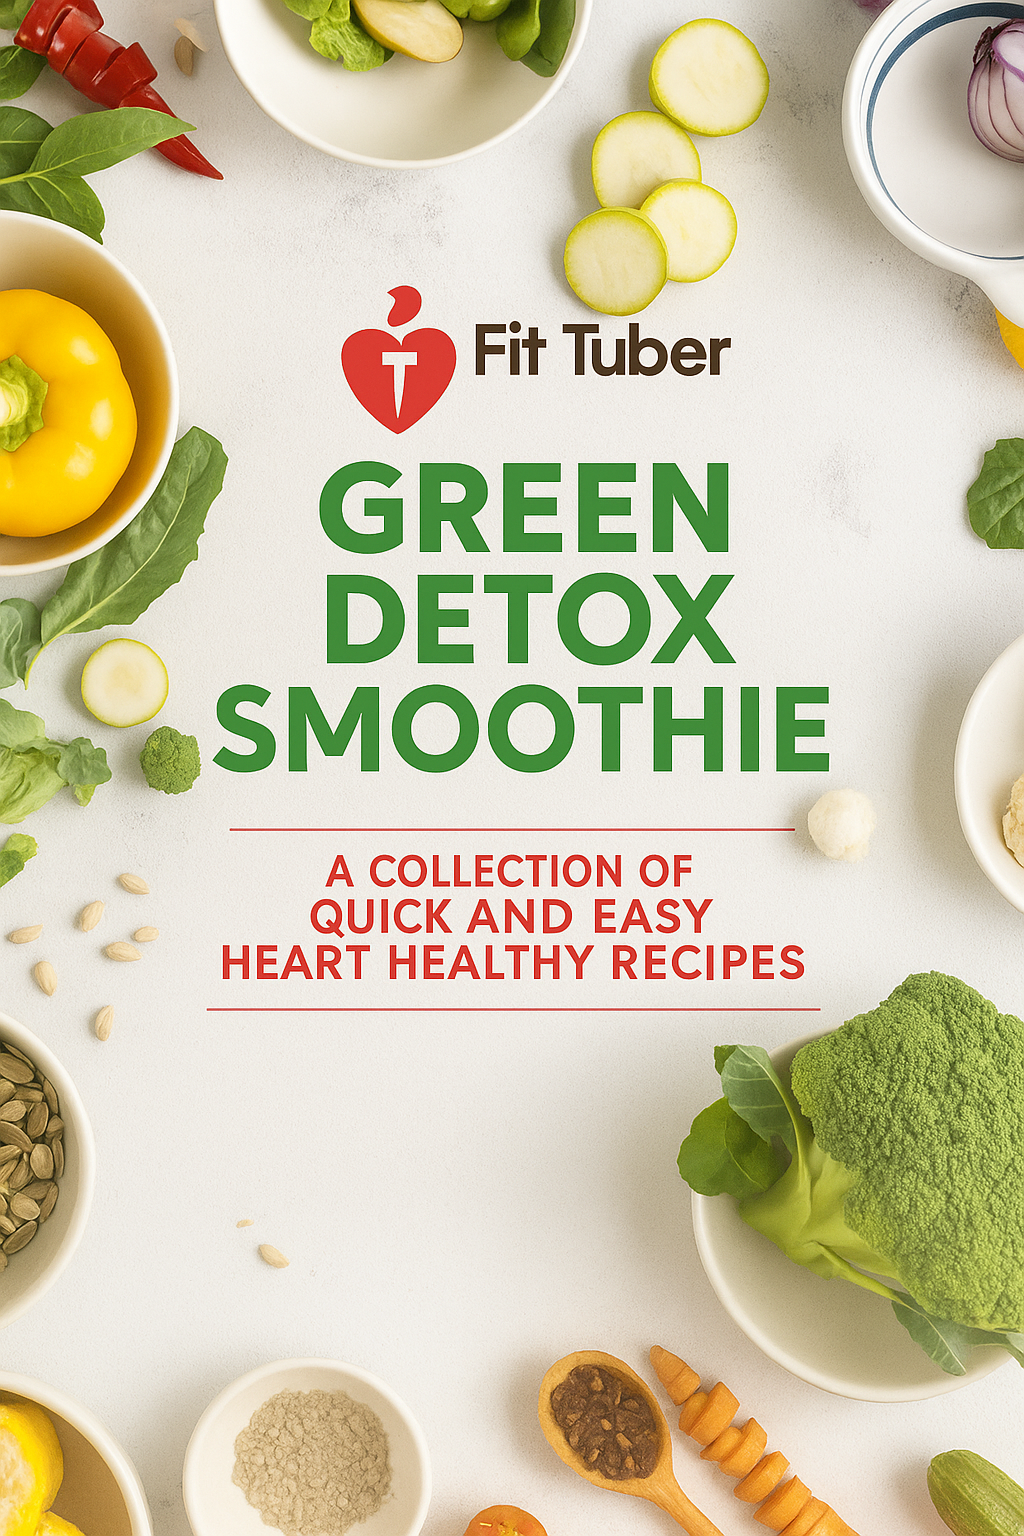 Fit Tuber
GREEN
DETOX
SMOOTHIE
A COLLECTION OF
QUICK AND EASY
HEART HEALTHY RECIPES